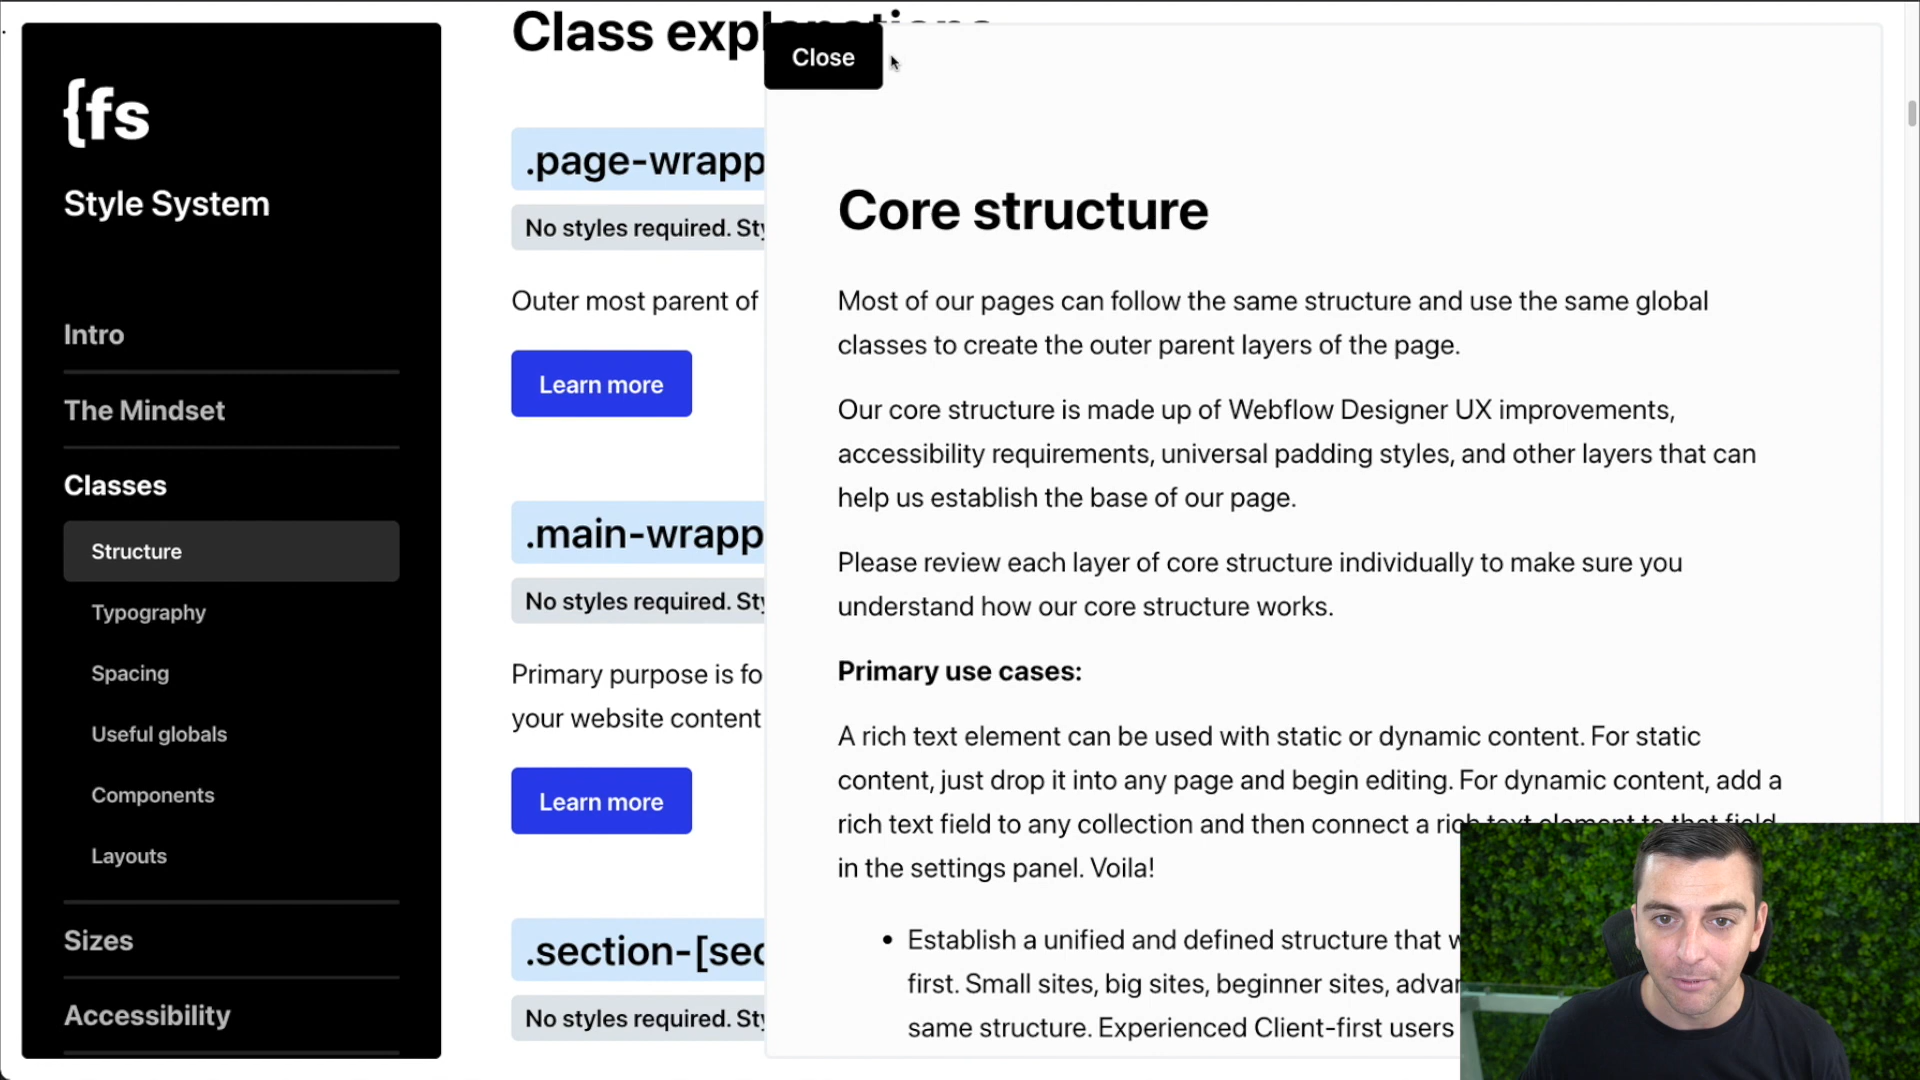 {fs
Style System
Intro
The Mindset
Classes
Structure
Typography
Spacing
Useful globals
Components
Layouts
Sizes
Accessibility
Class
.page-wrapp
No styles required.
Outer most parent of
Learn more
.main-wrapp
No styles required.
Primary purpose is fo
your website content
Learn more
.section-[sec
No styles required.
Close
Core structure
Most of our pages can follow the same structure and use the same global
classes to create the outer parent layers of the page.
Our core structure is made up of Webflow Designer UX improvements,
accessibility requirements, universal padding styles, and other layers that can
help us establish the base of our page.
Please review each layer of core structure individually to make sure you
understand how our core structure works.
Primary use cases:
A rich text element can be used with static or dynamic content. For static
content, just drop it into any page and begin editing. For dynamic content, add a
rich text field to any collection and then connect a rich text element to that field
in the settings panel. Voila!
• Establish a unified and defined structure that
first. Small sites, big sites, beginner sites,
same structure. Experienced Client-first users